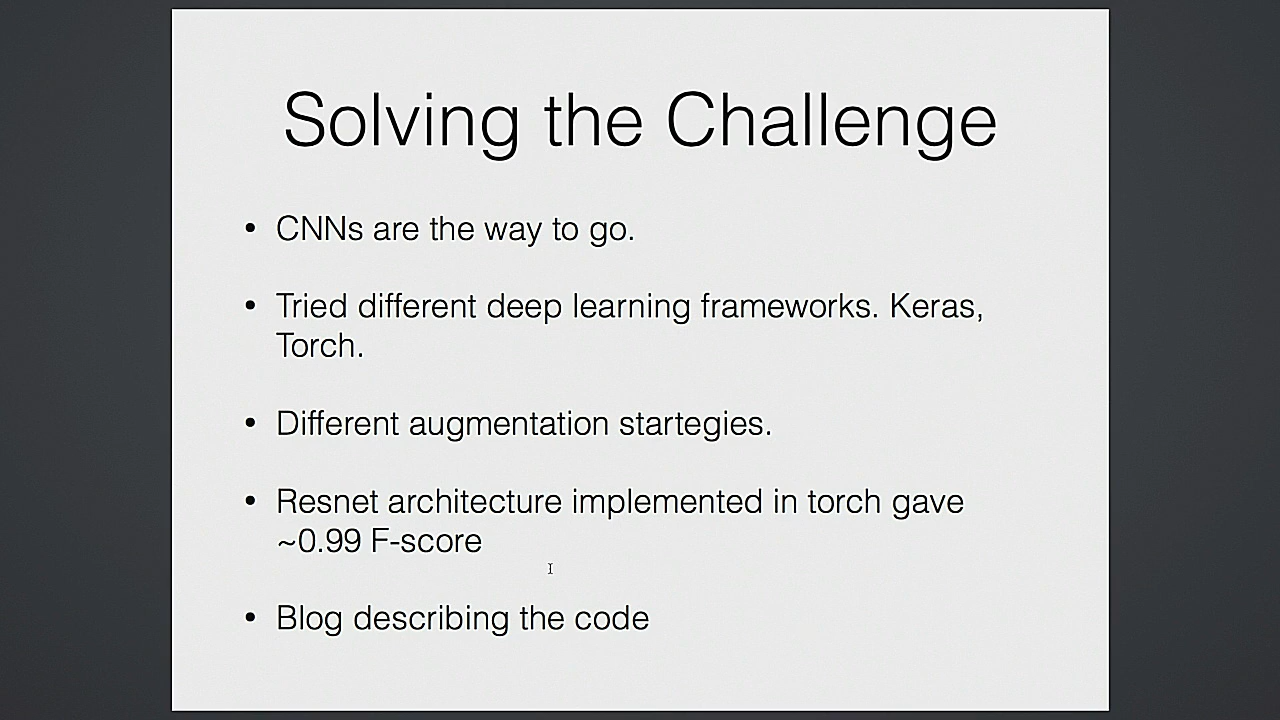 Solving the Challenge
• CNNs are the way to go.
• Tried different deep learning frameworks. Keras,
Torch.
• Different augmentation startegies.
• Resnet architecture implemented in torch gave
~0.99 F-score
• Blog describing the code